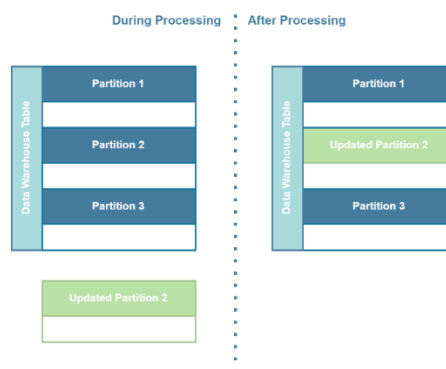 During Processing
After Processing
Data Warehouse Table
Partition 1
Partition 2
Partition 3
Updated Partition 2
Data Warehouse Table
Partition 1
Updated Partition 2
Partition 3